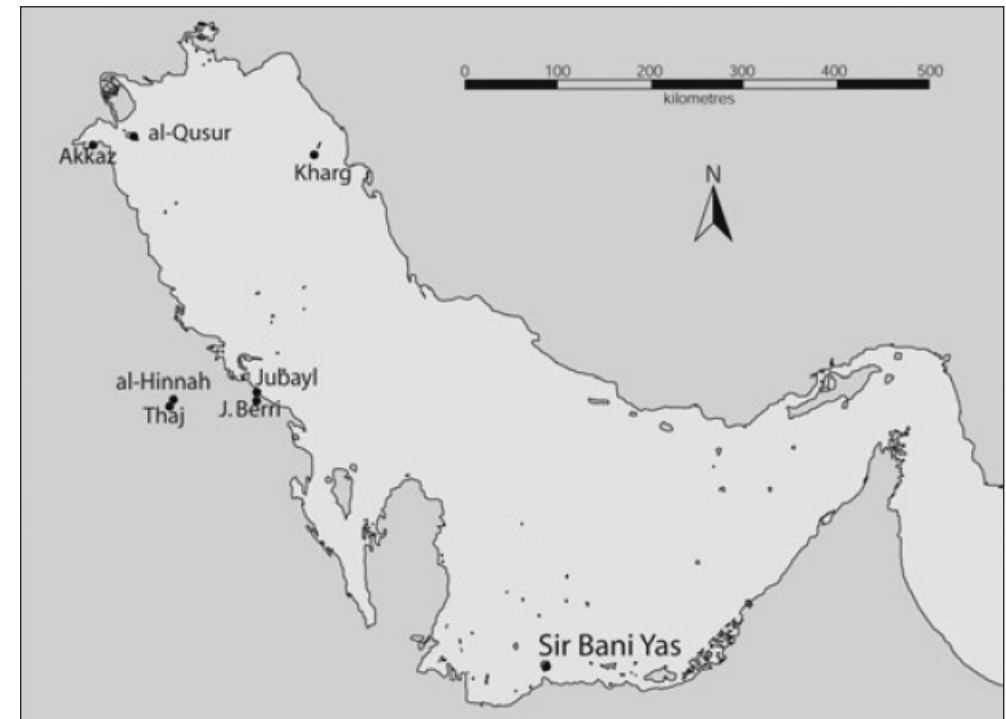 0 100 200 300 400 500
kilometres
al-Qusur
Akkaz
Kharg
N
al-Hinnah
Jubayl
Thaj
J. Berri
Sir Bani Yas